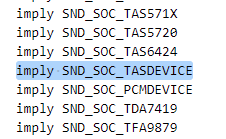 imply SND_SOC_TAS571X
imply SND_SOC_TAS5720
imply SND_SOC_TAS6424
imply SND_SOC_TASDEVICE
imply SND_SOC_PCMDEVICE
imply SND_SOC_TDA7419
imply SND_SOC_TFA9879